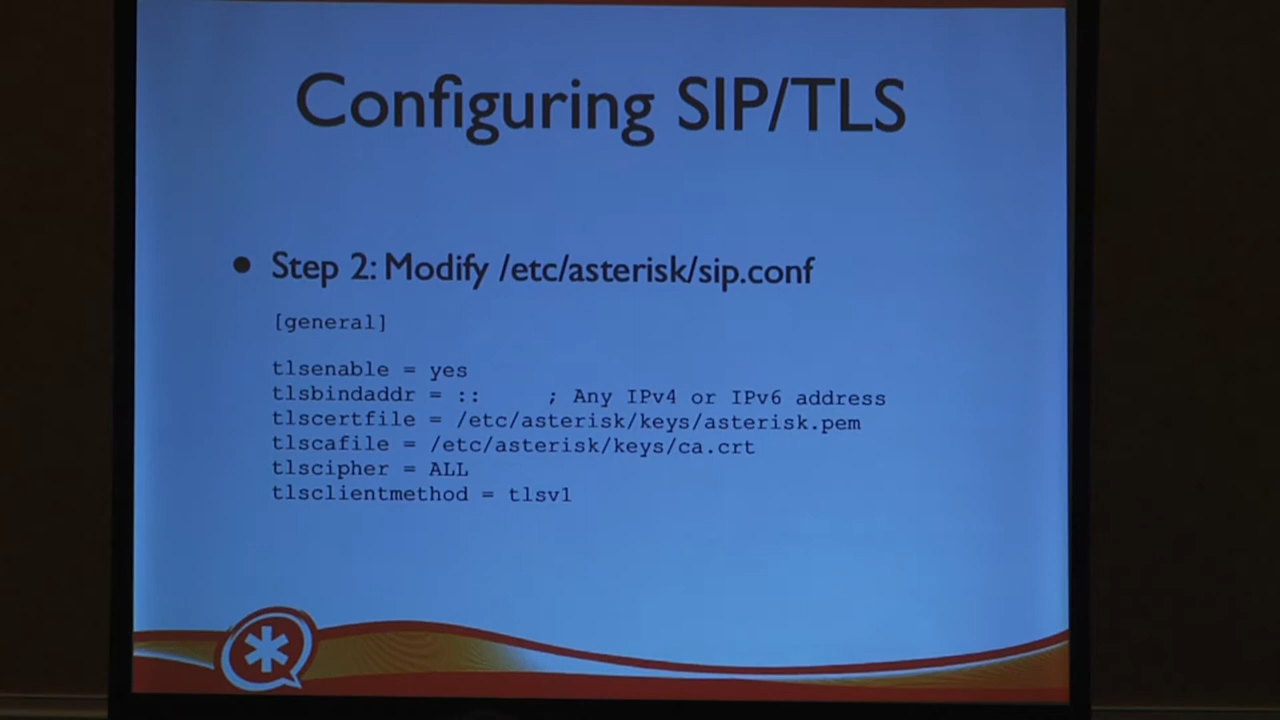 Configuring SIP/TLS
• Step 2: Modify /etc/asterisk/sip.conf
[general]
tlsenable = yes
tlsbindaddr = :: ; Any IPv4 or IPv6 address
tlscertfile = /etc/asterisk/keys/asterisk.pem
tlscafile = /etc/asterisk/keys/ca.crt
tlscipher = ALL
tlsclientmethod = tlsv1